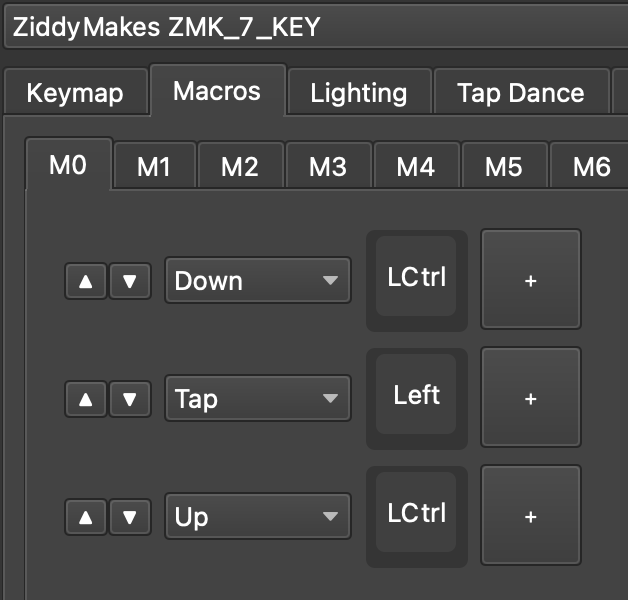 ZiddyMakes ZMK_7_KEY
Keymap Macros Lighting Tap Dance
M0 M1 M2 M3 M4 M5 M6
Down LCtrl +
Tap Left +
Up LCtrl +